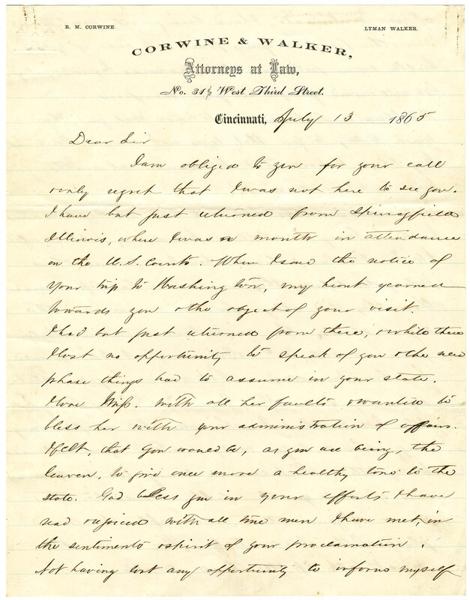 R. M. CORWINE
LYMAN WALKER.
CORWINE & WALKER,
Attorneys at Law,
No. 31½ West Third Street.
Cincinnati, July 13 1865
Dear Sir
I am obliged to you for your call
& only regret that I was not here to see you.
I have but just returned from Springfield
Illinois, where I was a month in attendance
on the U.S. Courts. When I saw the notice of
your trip to Washington, my heart yearned
towards you & the object of your visit.
I had but just returned from there, & while there
I lost no opportunity to speak of you & the new
phase things had to assume in your state.
I love Miss. with all her faults & wanted to
bless her with your administration of affairs.
I felt, that you would be, as you are being, the
leaven, to give once more a healthy tone to the
state. God bless you in your efforts. I have
read & rejoiced with all true men I have met, in
the sentiments & spirit of your proclamation.
Not having lost any opportunity to inform myself